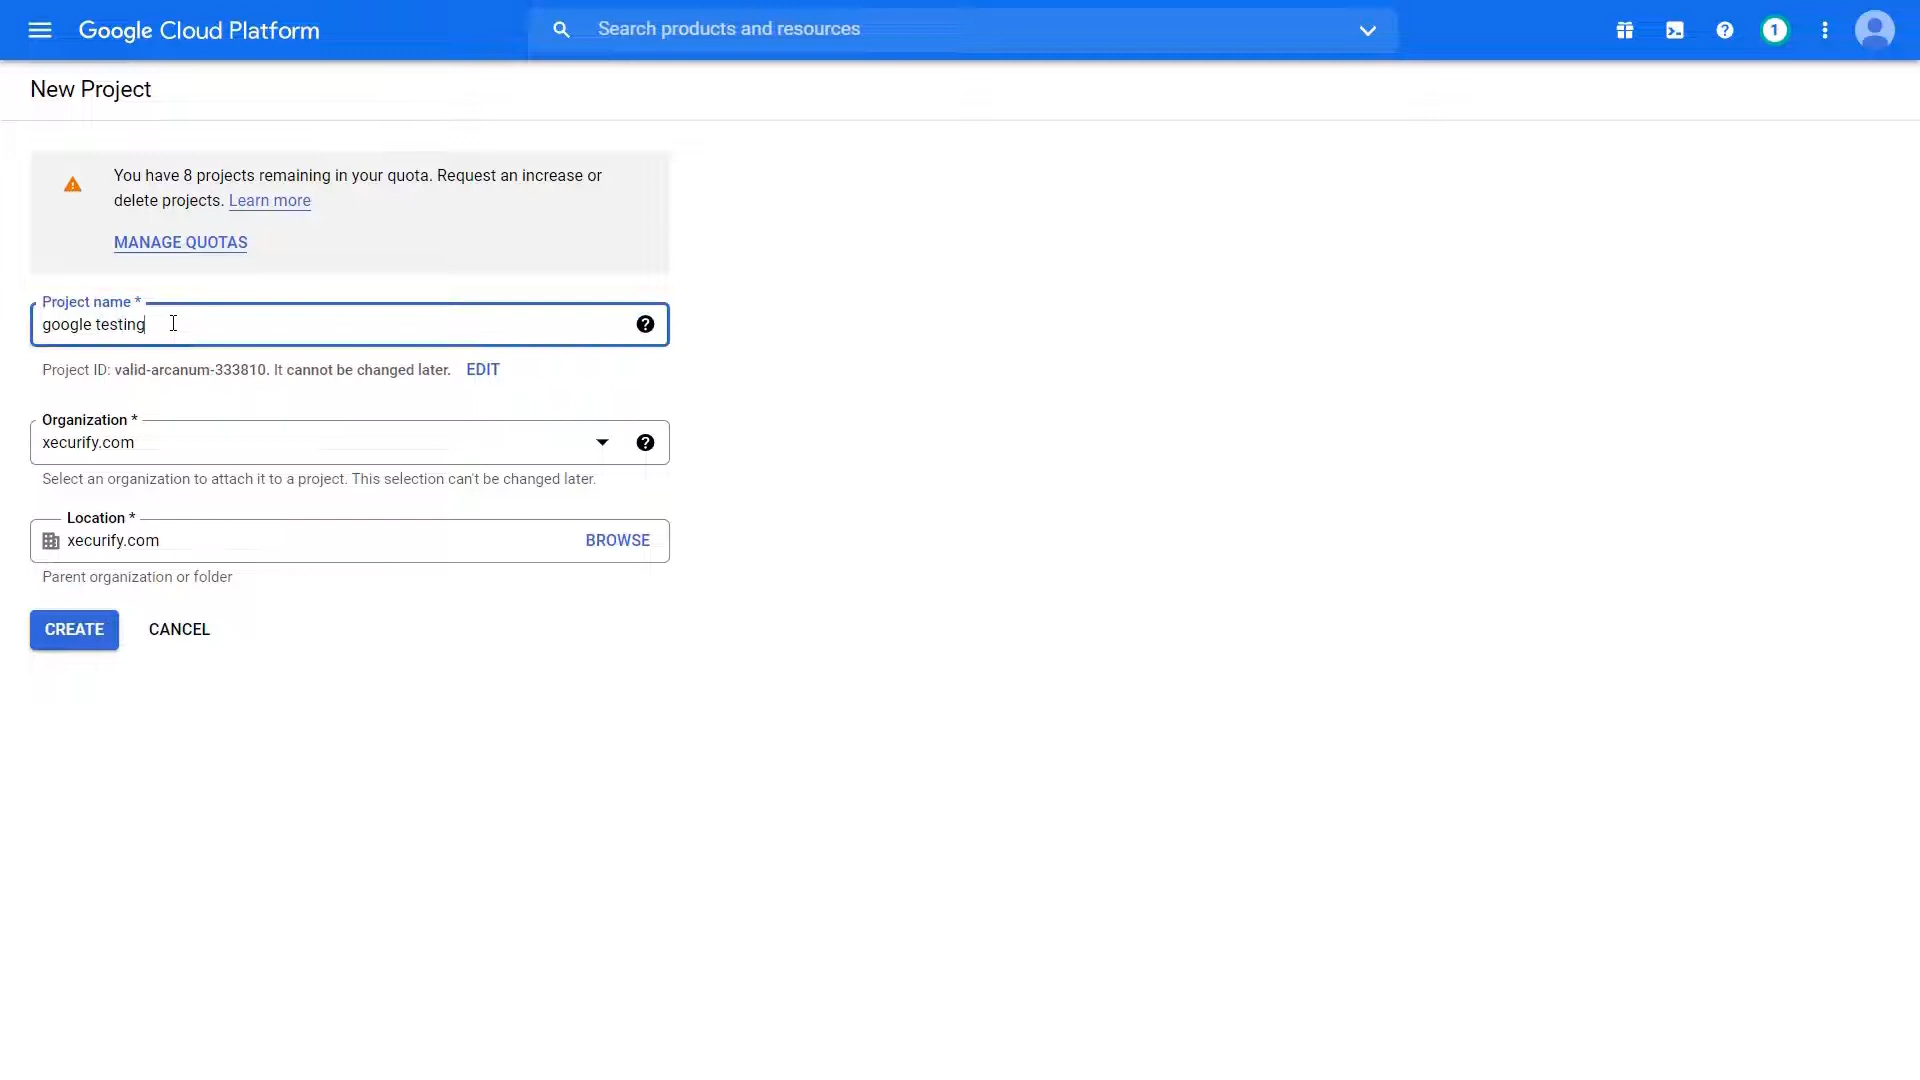 Google Cloud Platform
Search products and resources
1
New Project
You have 8 projects remaining in your quota. Request an increase or
delete projects. Learn more
MANAGE QUOTAS
Project name *
google testing
Project ID: valid-arcanum-333810. It cannot be changed later. EDIT
Organization *
xecurify.com
Select an organization to attach it to a project. This selection can't be changed later.
Location *
xecurify.com BROWSE
Parent organization or folder
CREATE CANCEL